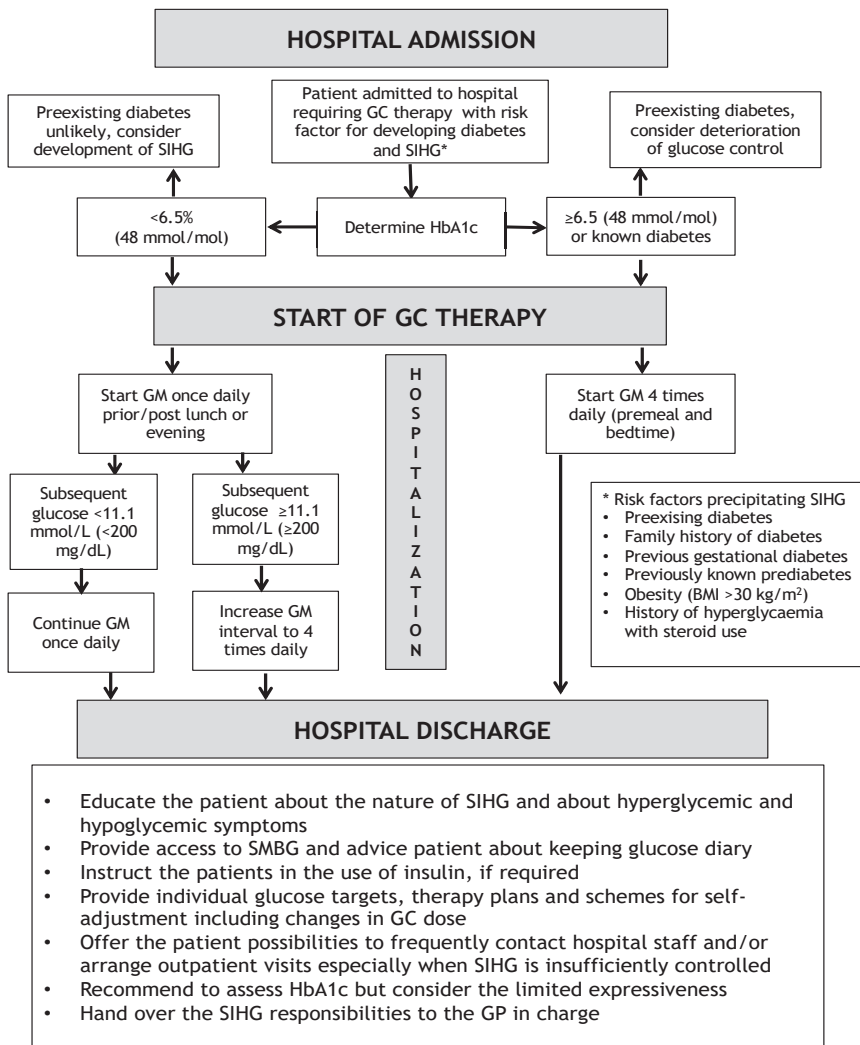 HOSPITAL ADMISSION
Preexisting diabetes
unlikely, consider
development of SIHG
Patient admitted to hospital
requiring GC therapy with risk
factor for developing diabetes
and SIHG*
Preexisting diabetes,
consider deterioration
of glucose control
<6.5%
(48 mmol/mol)
Determine HbA1c
≥6.5 (48 mmol/mol)
or known diabetes
START OF GC THERAPY
Start GM once daily
prior/post lunch or
evening
HOSPITALIZATION
Start GM 4 times
daily (premeal and
bedtime)
Subsequent
glucose <11.1
mmol/L (<200
mg/dL)
Subsequent
glucose ≥11.1
mmol/L (≥200
mg/dL)
* Risk factors precipitating SIHG
• Preexising diabetes
• Family history of diabetes
• Previous gestational diabetes
• Previously known prediabetes
• Obesity (BMI >30 kg/m²)
• History of hyperglycaemia
with steroid use
Continue GM
once daily
Increase GM
interval to 4
times daily
HOSPITAL DISCHARGE
• Educate the patient about the nature of SIHG and about hyperglycemic and
hypoglycemic symptoms
• Provide access to SMBG and advice patient about keeping glucose diary
• Instruct the patients in the use of insulin, if required
• Provide individual glucose targets, therapy plans and schemes for self-
adjustment including changes in GC dose
• Offer the patient possibilities to frequently contact hospital staff and/or
arrange outpatient visits especially when SIHG is insufficiently controlled
• Recommend to assess HbA1c but consider the limited expressiveness
• Hand over the SIHG responsibilities to the GP in charge